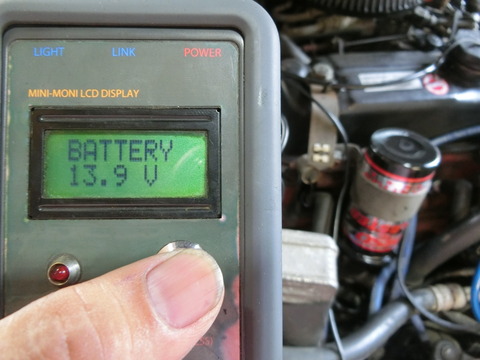 LIGHT LINK POWER
MINI-MONI LCD DISPLAY
BATTERY
13.9 V